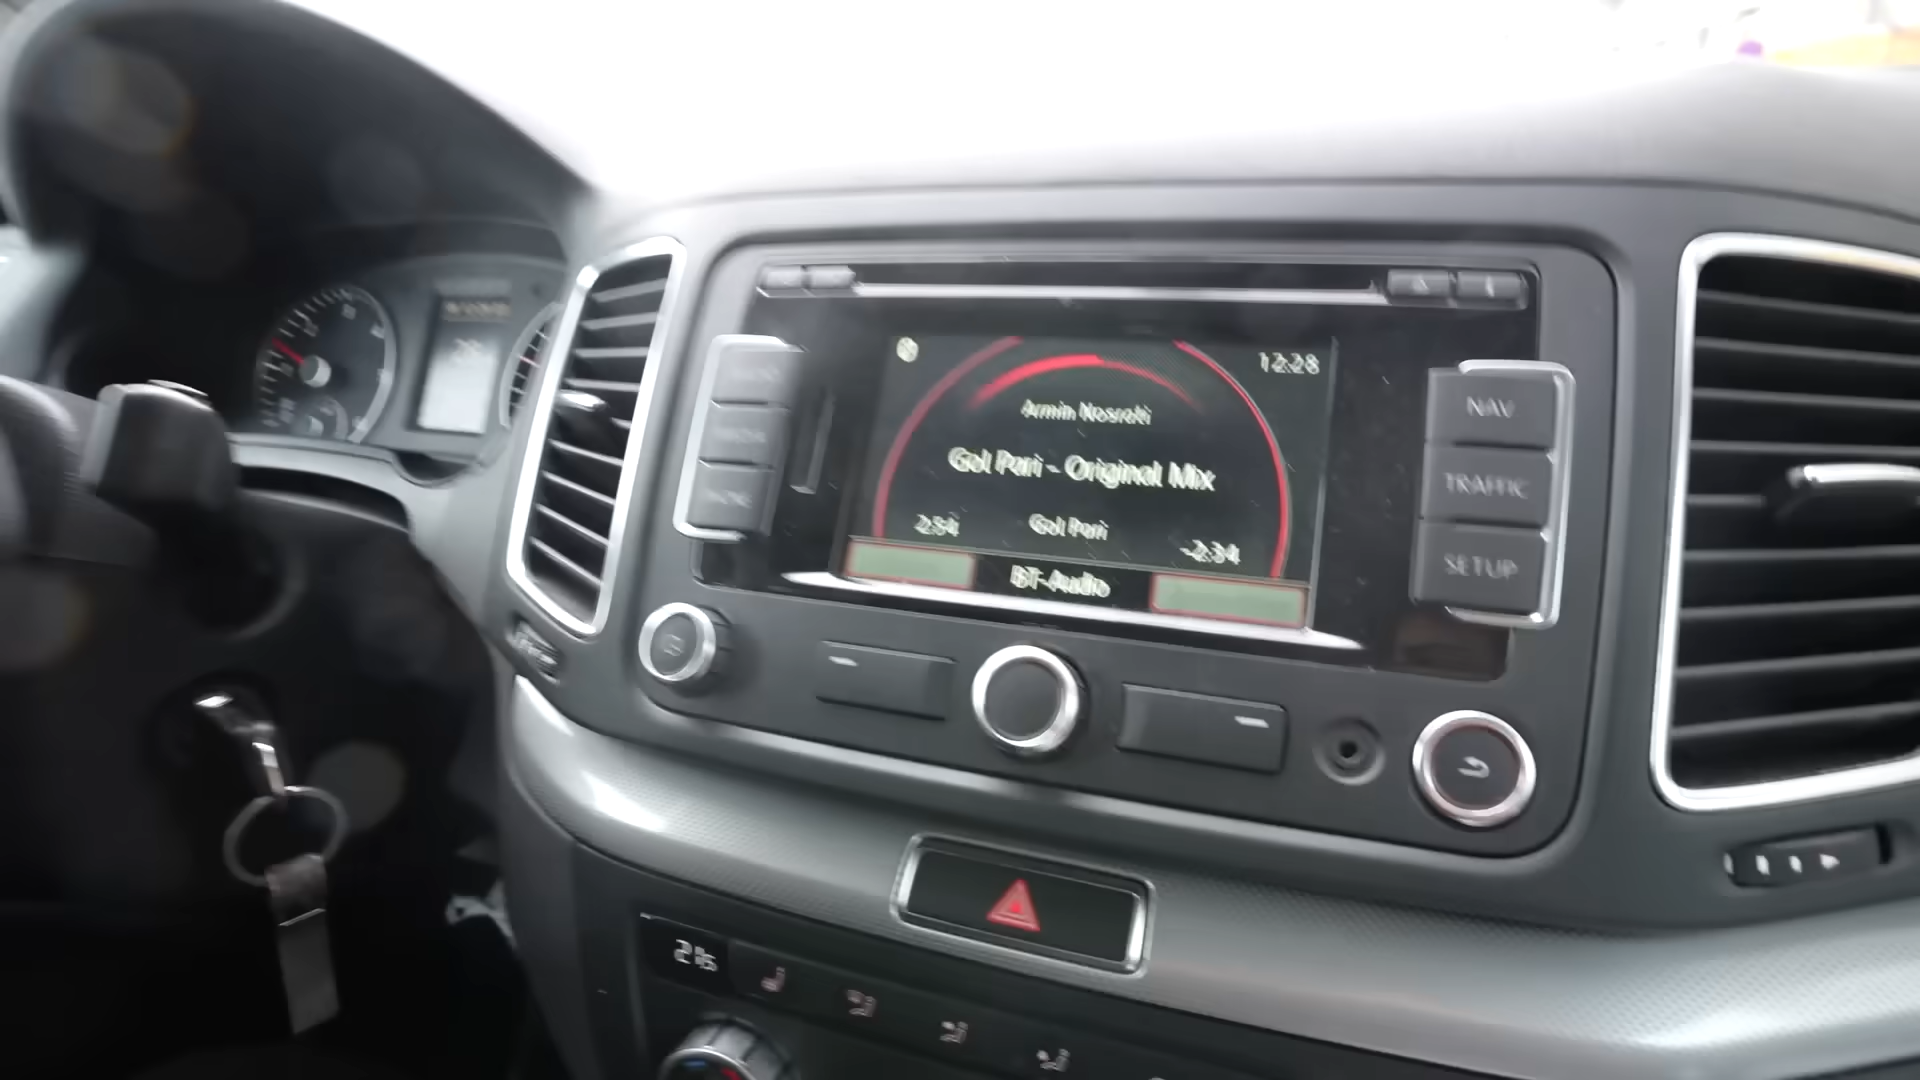 12:28
Armin Nosrati
Gol Pari - Original Mix
2:54
Gol Pari
-2:34
BT-Audio
NAV
TRAFFIC
SETUP